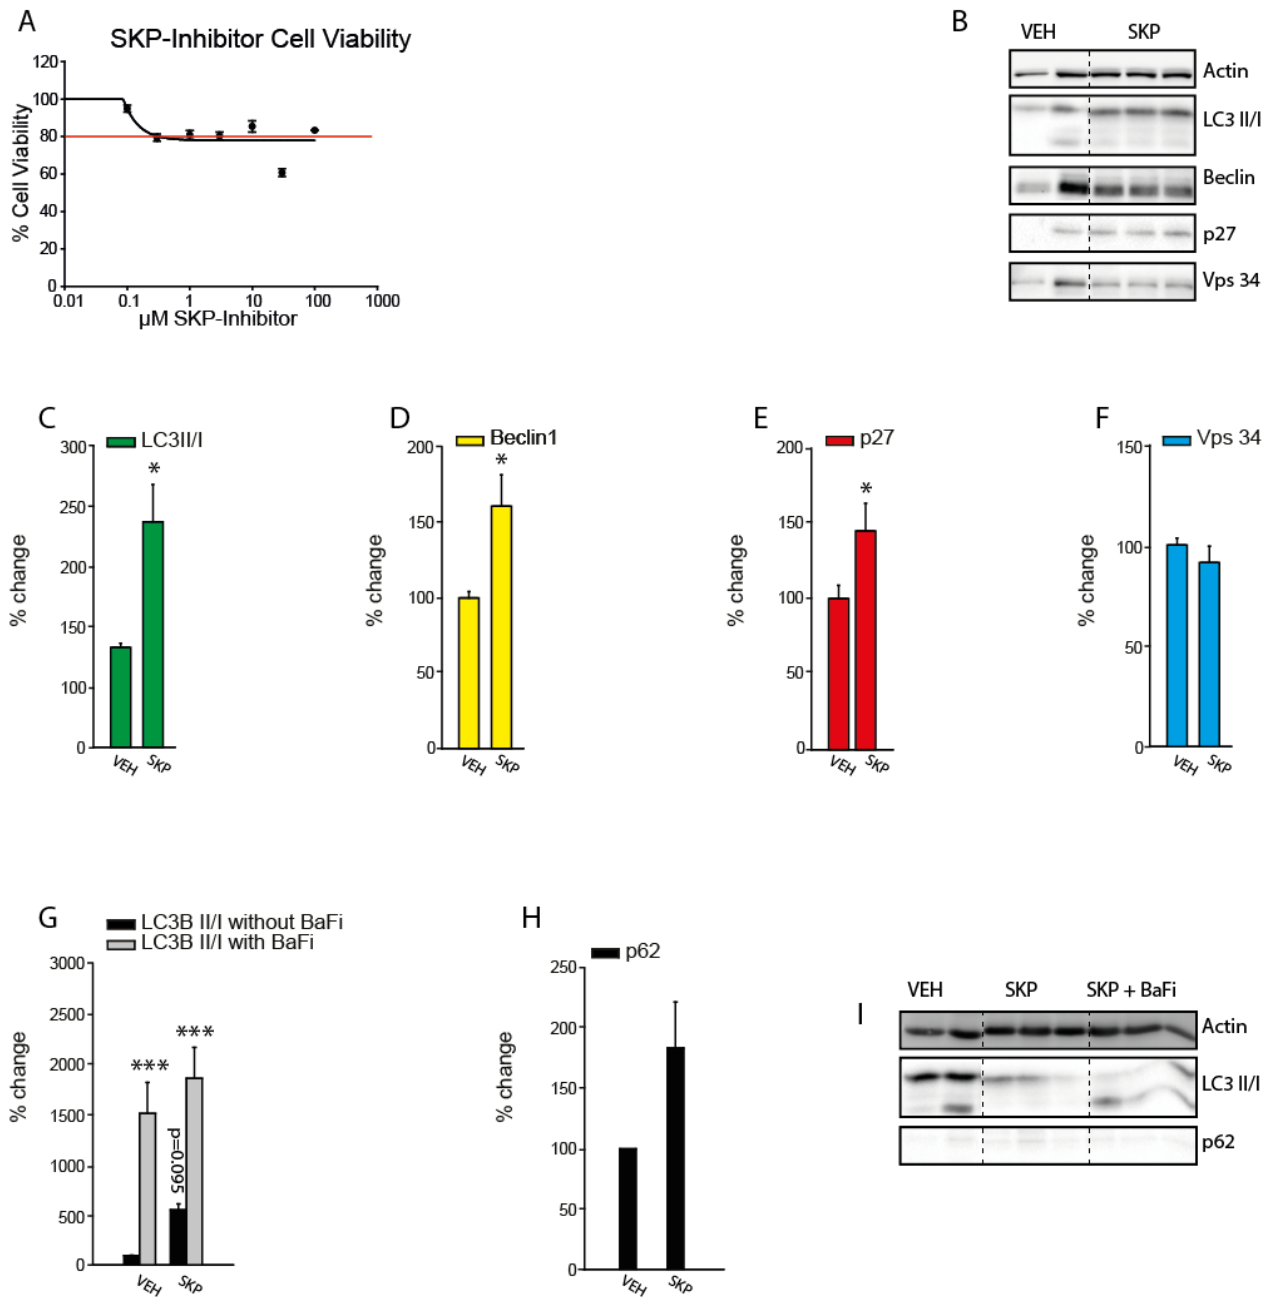 A
SKP-Inhibitor Cell Viability
% Cell Viability
120
100
80
60
40
20
0
0.01 0.1 1 10 100 1000
µM SKP-Inhibitor
B
VEH SKP
Actin
LC3 II/I
Beclin
p27
Vps 34
C
LC3II/I
% change
300
250
200
150
100
0
*
VEH SKP
D
Beclin1
% change
200
150
100
50
0
*
VEH SKP
E
p27
% change
200
150
100
50
0
*
VEH SKP
F
Vps 34
% change
150
100
50
0
VEH SKP
G
LC3B II/I without BaFi
LC3B II/I with BaFi
% change
3000
2500
2000
1500
1000
500
0
***
***
p=0.095
VEH SKP
H
p62
% change
250
200
150
100
50
0
VEH SKP
I
VEH SKP SKP + BaFi
Actin
LC3 II/I
p62